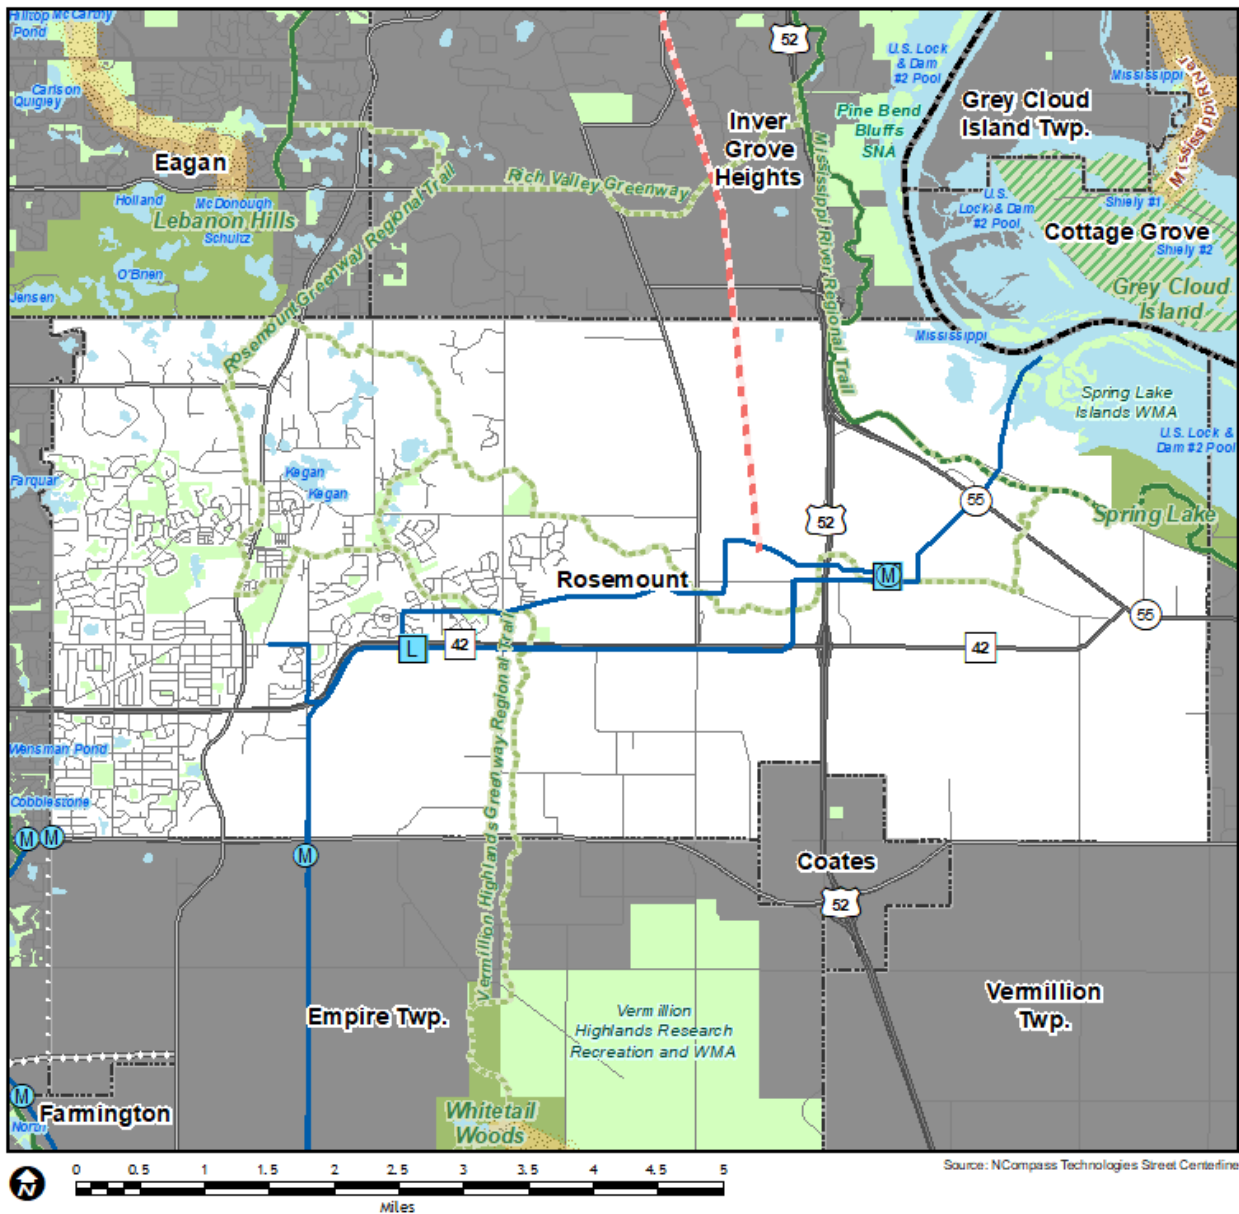 Hilltop McCarthy
Pond
Carlson
Quigley
Eagan
Holland
McDonough
Lebanon Hills
Schultz
O'Brien
Jensen
Rosemount Greenway Regional Trail
Rich Valley Greenway
52
Inver
Grove
Heights
Mississippi River Regional Trail
U.S. Lock
& Dam
#2 Pool
Pine Bend
Bluffs
SNA
Grey Cloud
Island Twp.
Mississippi
U.S.
Lock & Dam
#2 Pool
Shiely #1
Cottage Grove
Shiely #2
Grey Cloud
Island
Mississippi
Spring Lake
Islands WMA
U.S. Lock &
Dam #2 Pool
Farquar
Kegan
Kegan
52
55
Spring Lake
Rosemount
M
55
L
42
42
Vermillion Highlands Greenway Regional Trail
Wensman Pond
Cobblestone
M
M
M
Coates
52
Empire Twp.
Vermillion
Highlands Research
Recreation and WMA
Vermillion
Twp.
M
Farmington
North
Whitetail
Woods
N
0 0.5 1 1.5 2 2.5 3 3.5 4 4.5 5
Miles
Source: NCompass Technologies Street Centerline